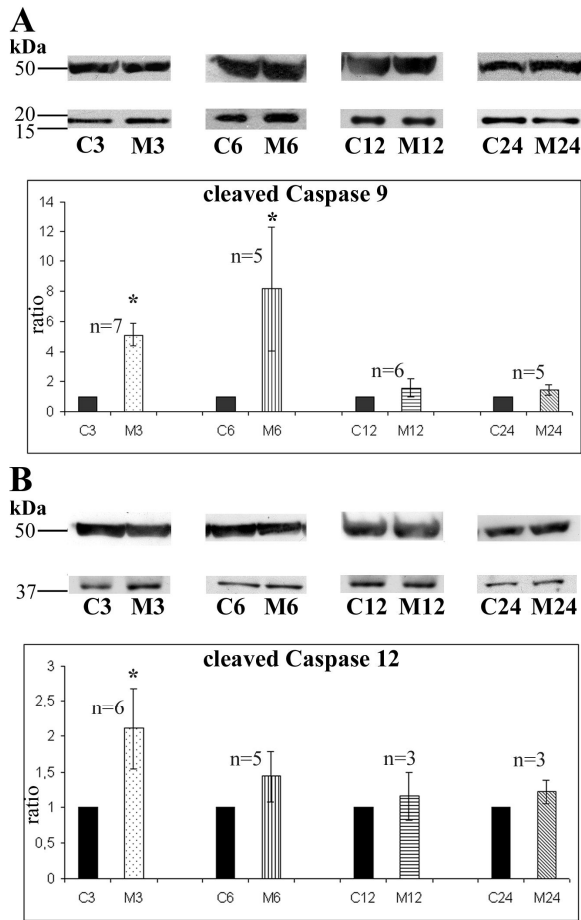 A
kDa
50
20
15
C3 M3 C6 M6 C12 M12 C24 M24
cleaved Caspase 9
14
12
10
8
6
4
2
0
ratio
n=7
*
n=5
*
n=6
n=5
C3 M3 C6 M6 C12 M12 C24 M24
B
kDa
50
37
C3 M3 C6 M6 C12 M12 C24 M24
cleaved Caspase 12
3
2,5
2
1,5
1
0,5
0
ratio
n=6
*
n=5
n=3
n=3
C3 M3 C6 M6 C12 M12 C24 M24